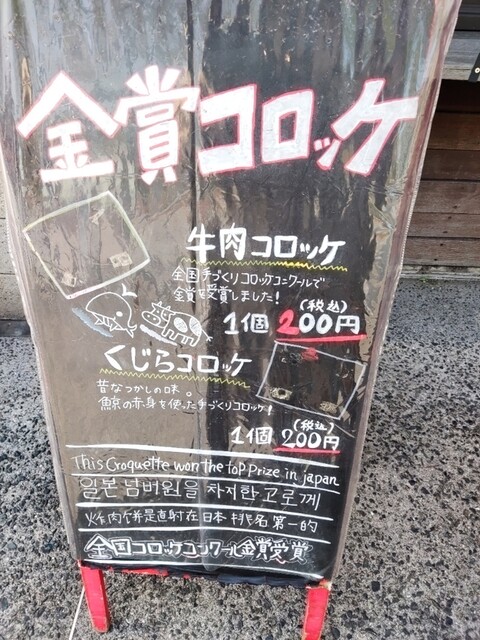 金賞コロッケ
牛肉コロッケ
全国手づくりコロッケコンクールで
金賞を受賞しました!
(税込)
1個 200円
くじらコロッケ
昔なつかしの味。
鯨の赤身を使った手づくりコロッケ!
(税込)
1個 200円
This Croquette won the top Prize in japan
일본 넘버원을 차지한 고로께
炸肉饼是直射在日本排名第一的
全国コロッケコンクール金賞受賞